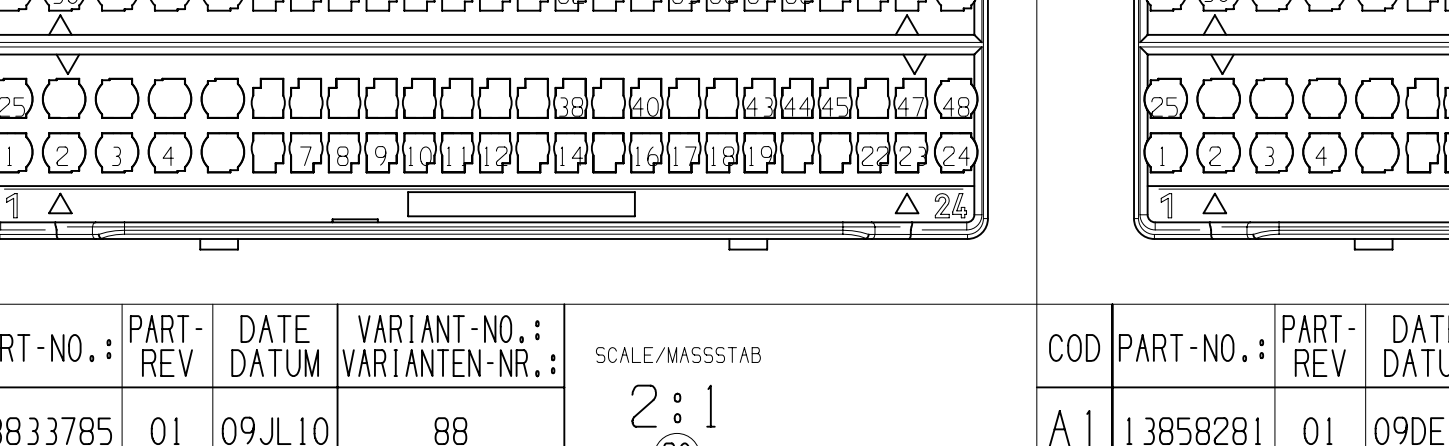 25 38 40 43 44 45 47 48
1 2 3 4 7 8 9 10 11 12 14 16 17 18 19 22 23 24
1 24
25
1 2 3 4
1
PART-
REV
DATE
DATUM
VARIANT-NO.:
VARIANTEN-NR.:
SCALE/MASSSTAB
2:1
01 09JL10 88
COD PART-NO.:
PART-
REV
A1 13858281 01